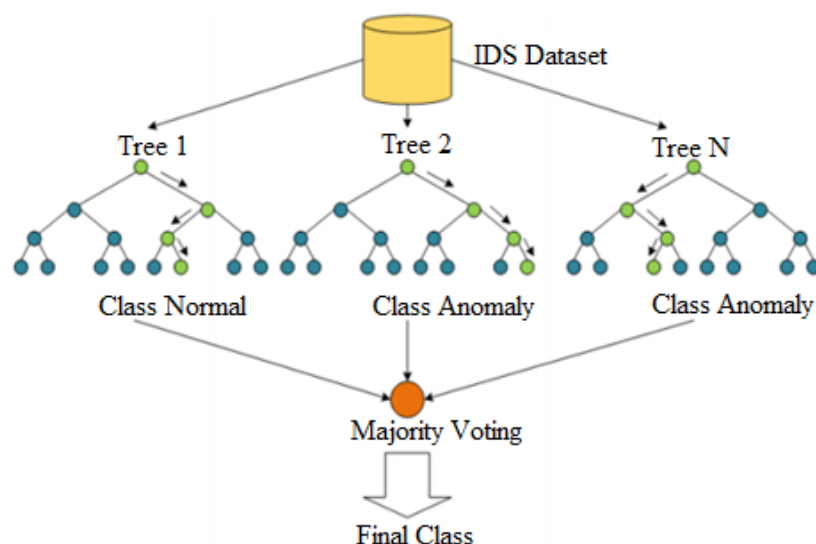 IDS Dataset
Tree 1
Tree 2
Tree N
Class Normal
Class Anomaly
Class Anomaly
Majority Voting
Final Class